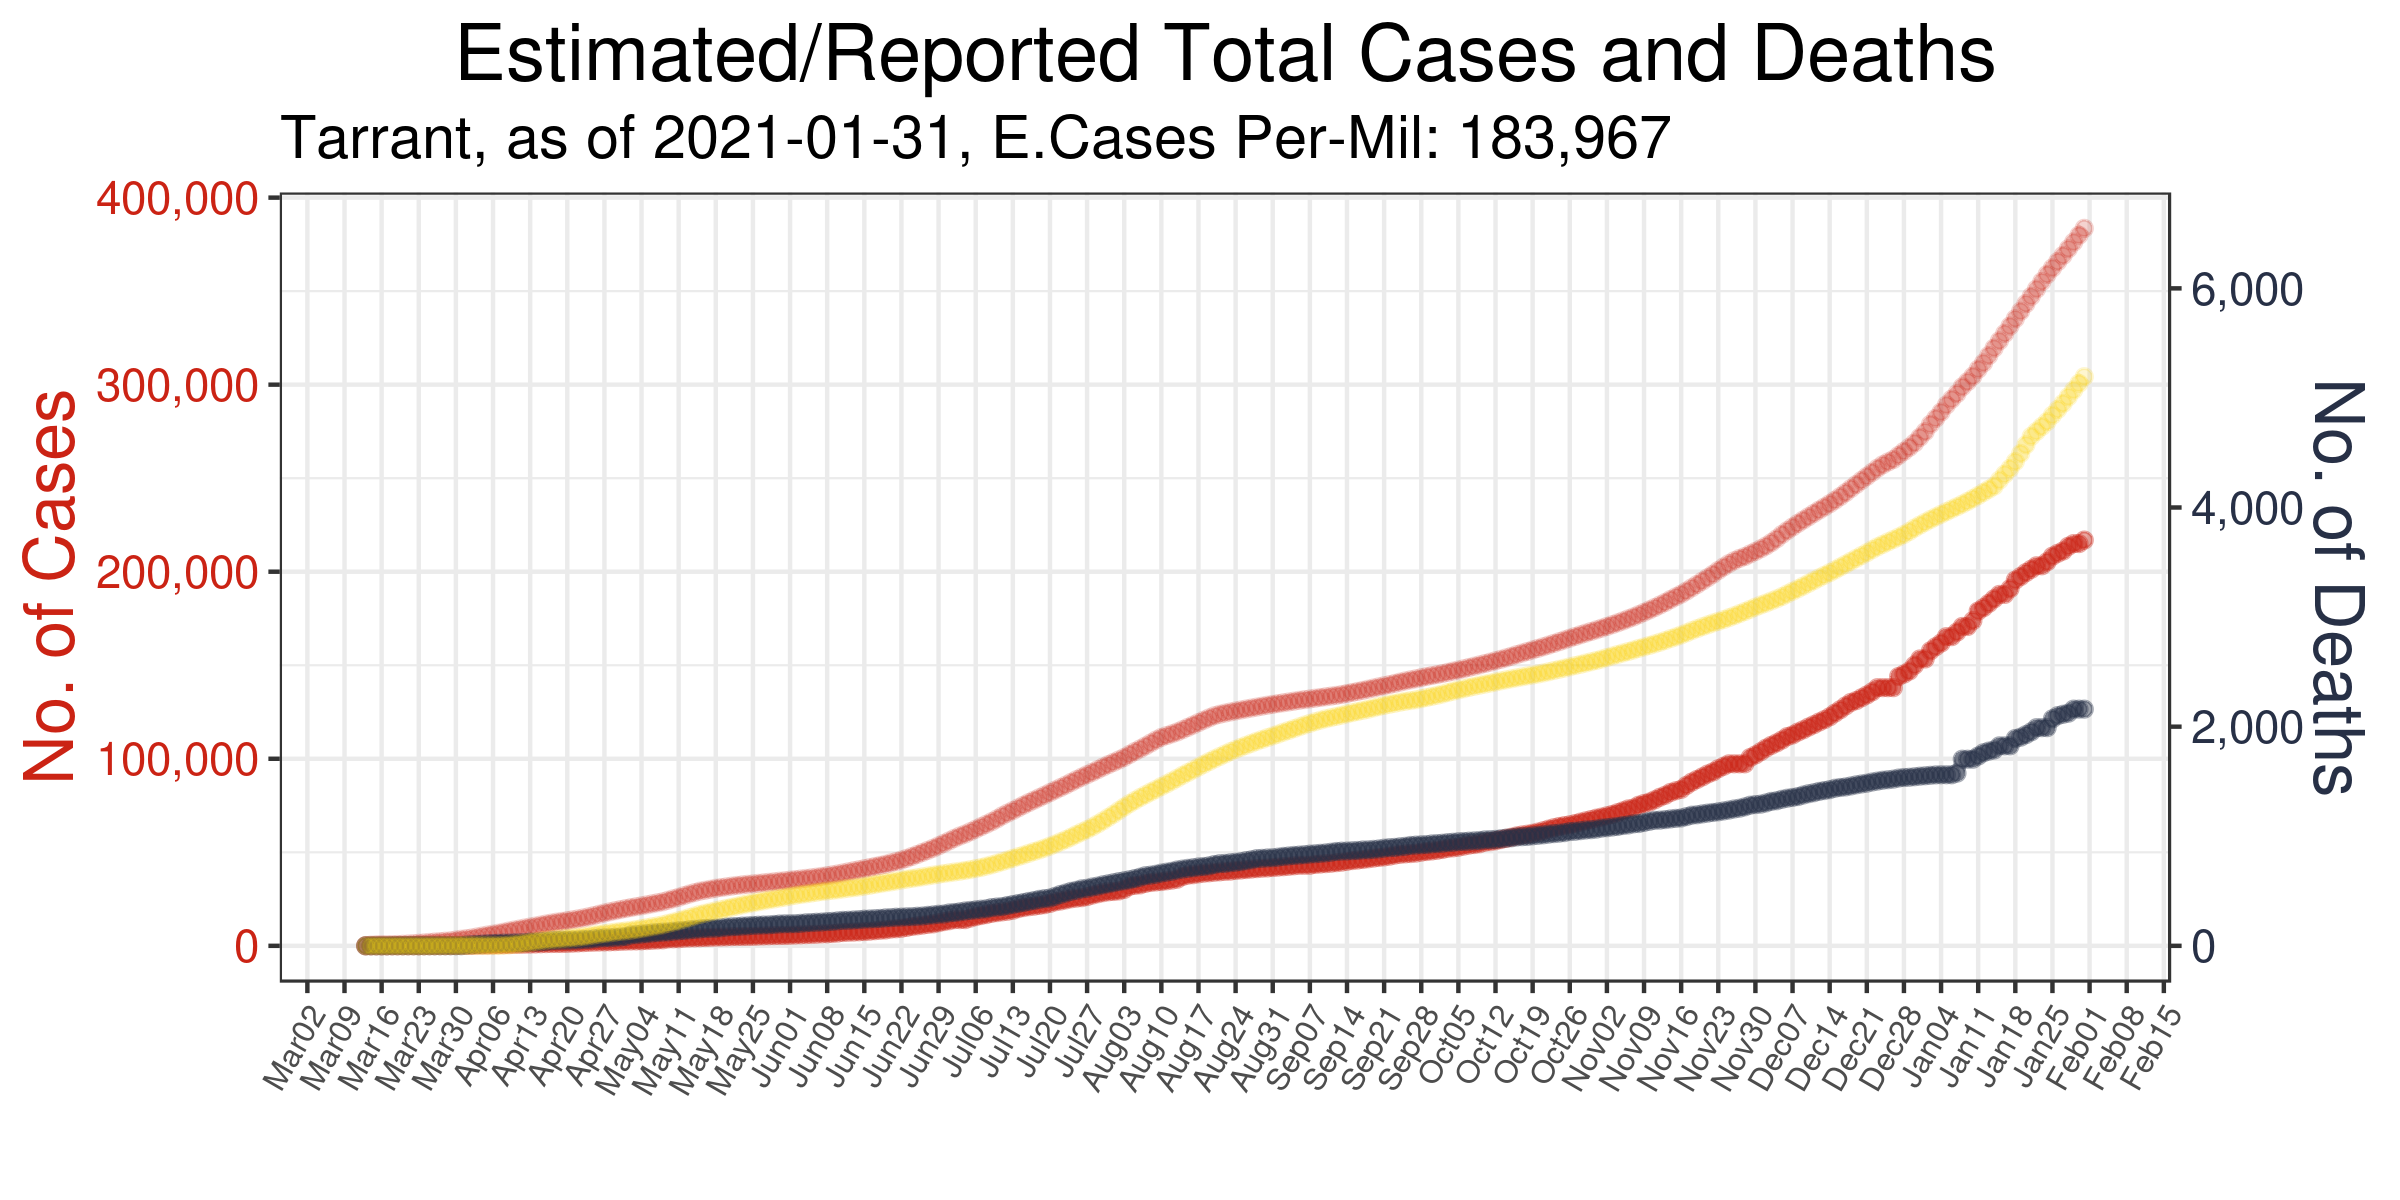 Estimated/Reported Total Cases and Deaths
Tarrant, as of 2021-01-31, E.Cases Per-Mil: 183,967
No. of Cases
400,000
300,000
200,000
100,000
0
6,000
4,000
2,000
0
No. of Deaths
Mar02
Mar09
Mar16
Mar23
Mar30
Apr06
Apr13
Apr20
Apr27
May04
May11
May18
May25
Jun01
Jun08
Jun15
Jun22
Jun29
Jul06
Jul13
Jul20
Jul27
Aug03
Aug10
Aug17
Aug24
Aug31
Sep07
Sep14
Sep21
Sep28
Oct05
Oct12
Oct19
Oct26
Nov02
Nov09
Nov16
Nov23
Nov30
Dec07
Dec14
Dec21
Dec28
Jan04
Jan11
Jan18
Jan25
Feb01
Feb08
Feb15